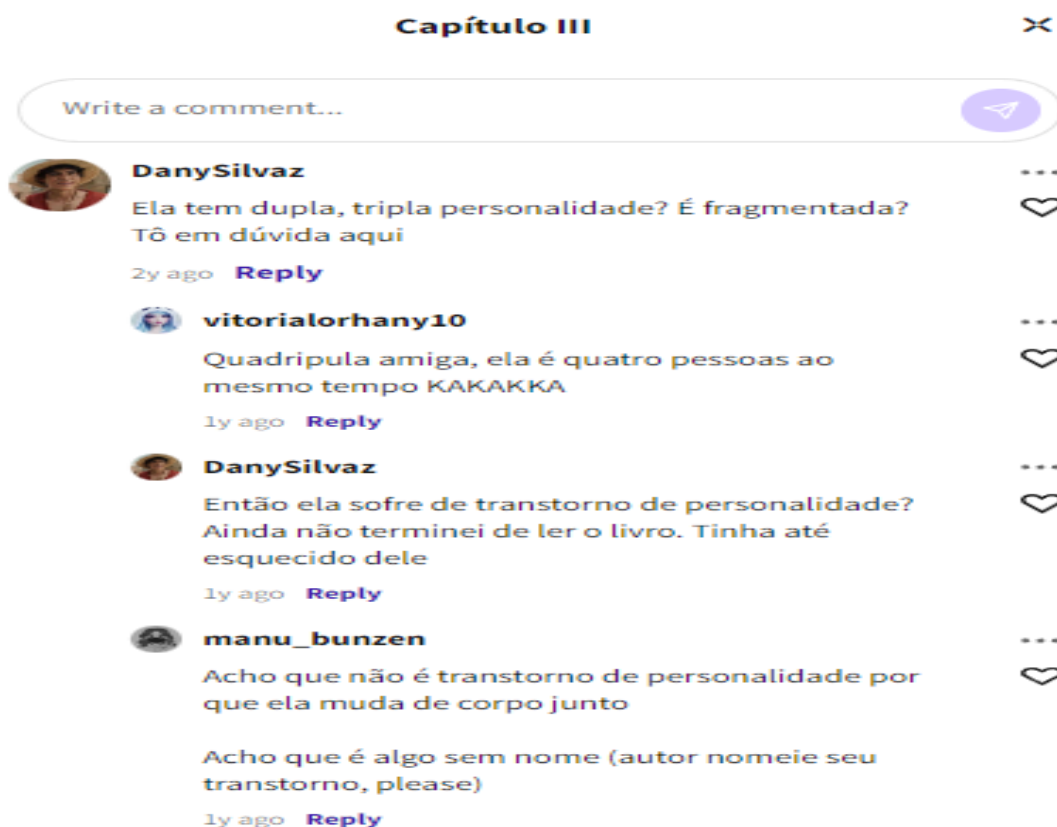 Capítulo III
Write a comment...
DanySilvaz
Ela tem dupla, tripla personalidade? É fragmentada?
Tô em dúvida aqui
2y ago Reply
vitorialorhany10
Quadripula amiga, ela é quatro pessoas ao
mesmo tempo KAKAKKA
1y ago Reply
DanySilvaz
Então ela sofre de transtorno de personalidade?
Ainda não terminei de ler o livro. Tinha até
esquecido dele
1y ago Reply
manu_bunzen
Acho que não é transtorno de personalidade por
que ela muda de corpo junto
Acho que é algo sem nome (autor nomeie seu
transtorno, please)
1y ago Reply